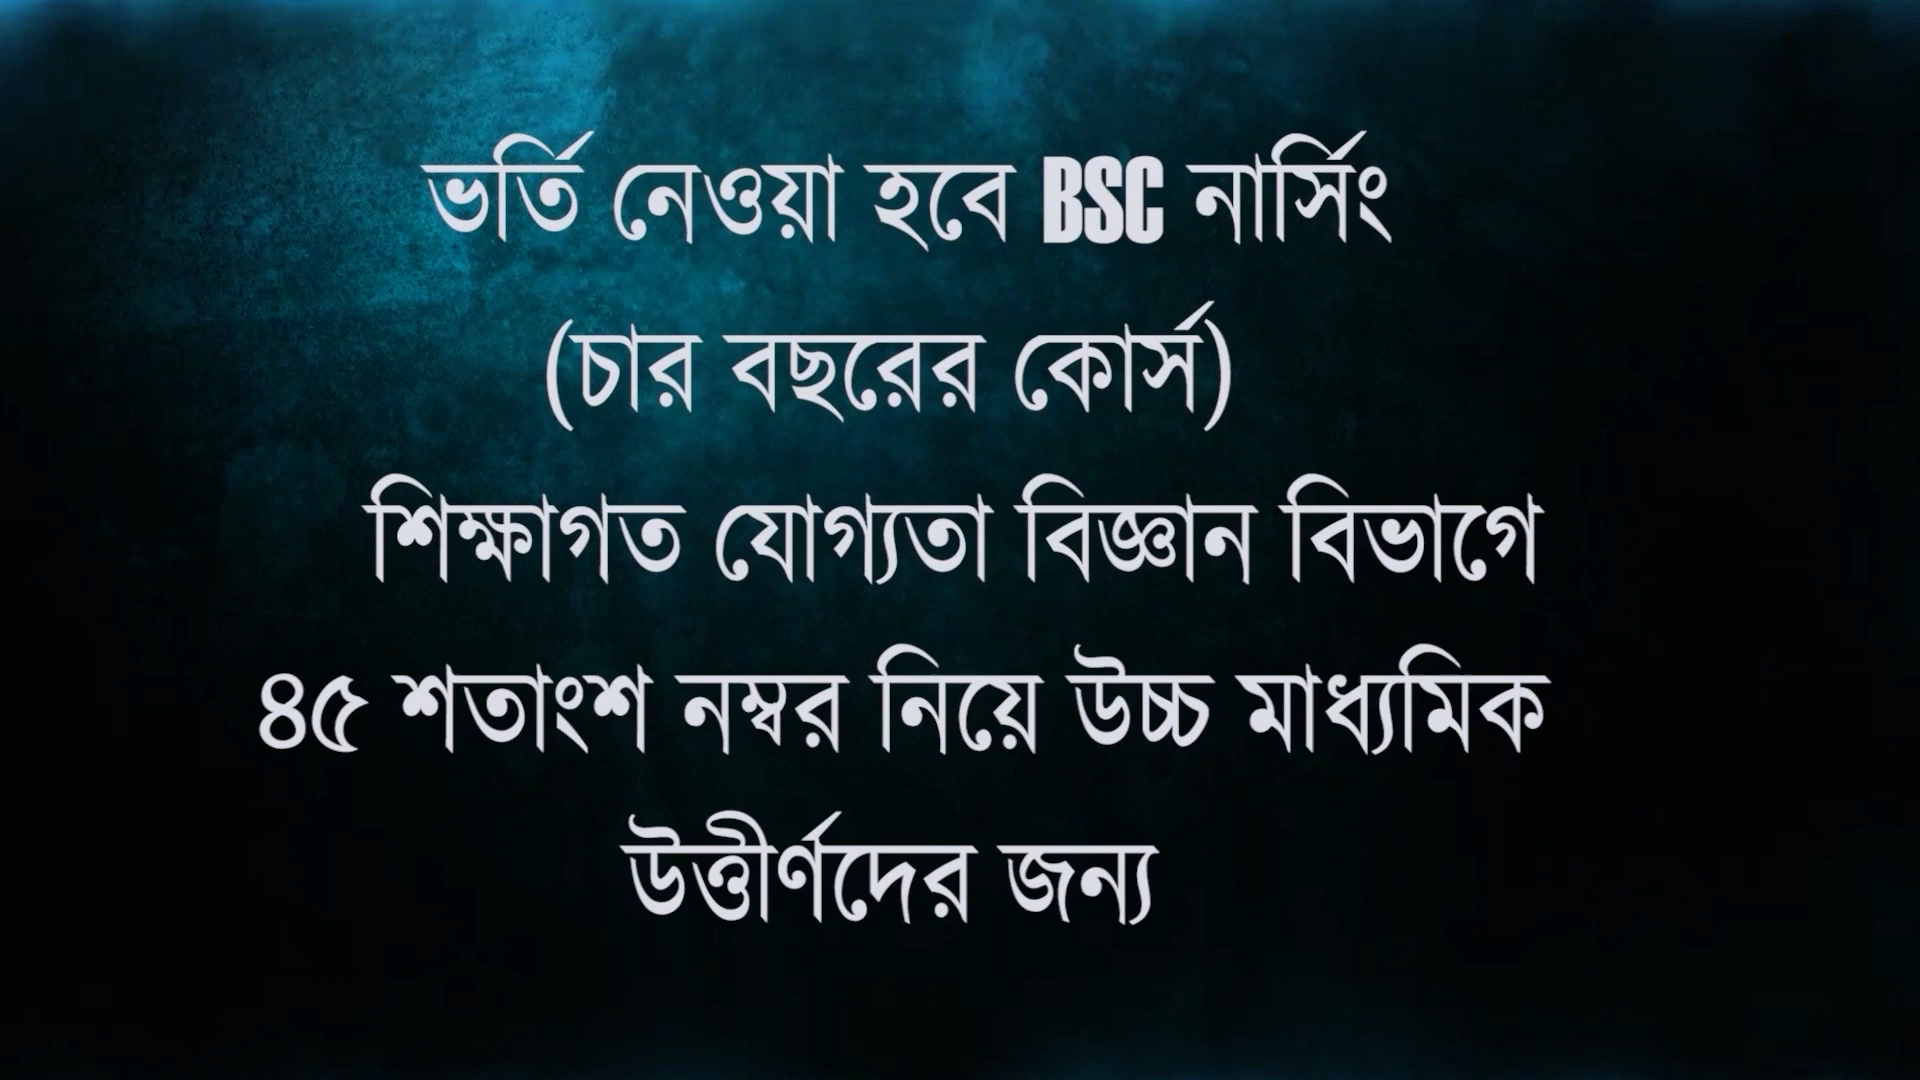 ভর্তি নেওয়া হবে BSC নার্সিং
(চার বছরের কোর্স)
শিক্ষাগত যোগ্যতা বিজ্ঞান বিভাগে
৪৫ শতাংশ নম্বর নিয়ে উচ্চ মাধ্যমিক
উত্তীর্ণদের জন্য